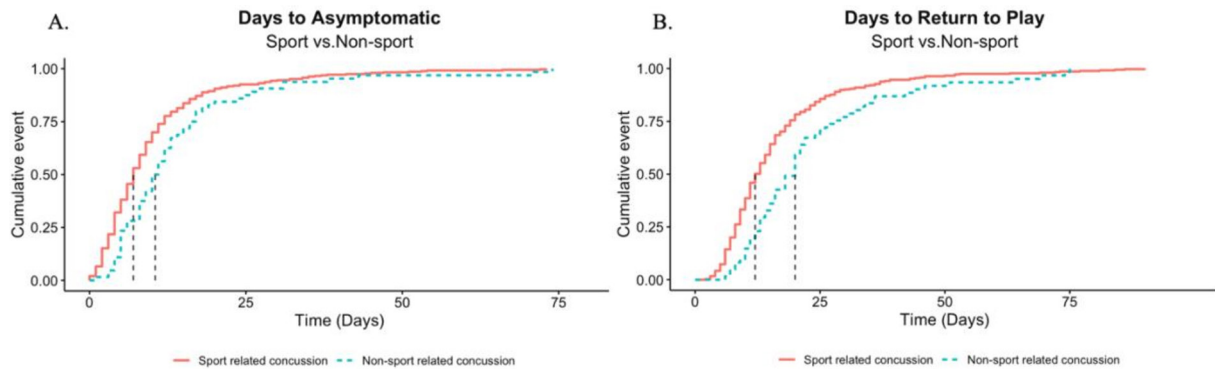 A.
Days to Asymptomatic
Sport vs.Non-sport
1.00
0.75
0.50
0.25
0.00
Cumulative event
0
25
50
75
Time (Days)
Sport related concussion
Non-sport related concussion
B.
Days to Return to Play
Sport vs.Non-sport
1.00
0.75
0.50
0.25
0.00
Cumulative event
0
25
50
75
Time (Days)
Sport related concussion
Non-sport related concussion